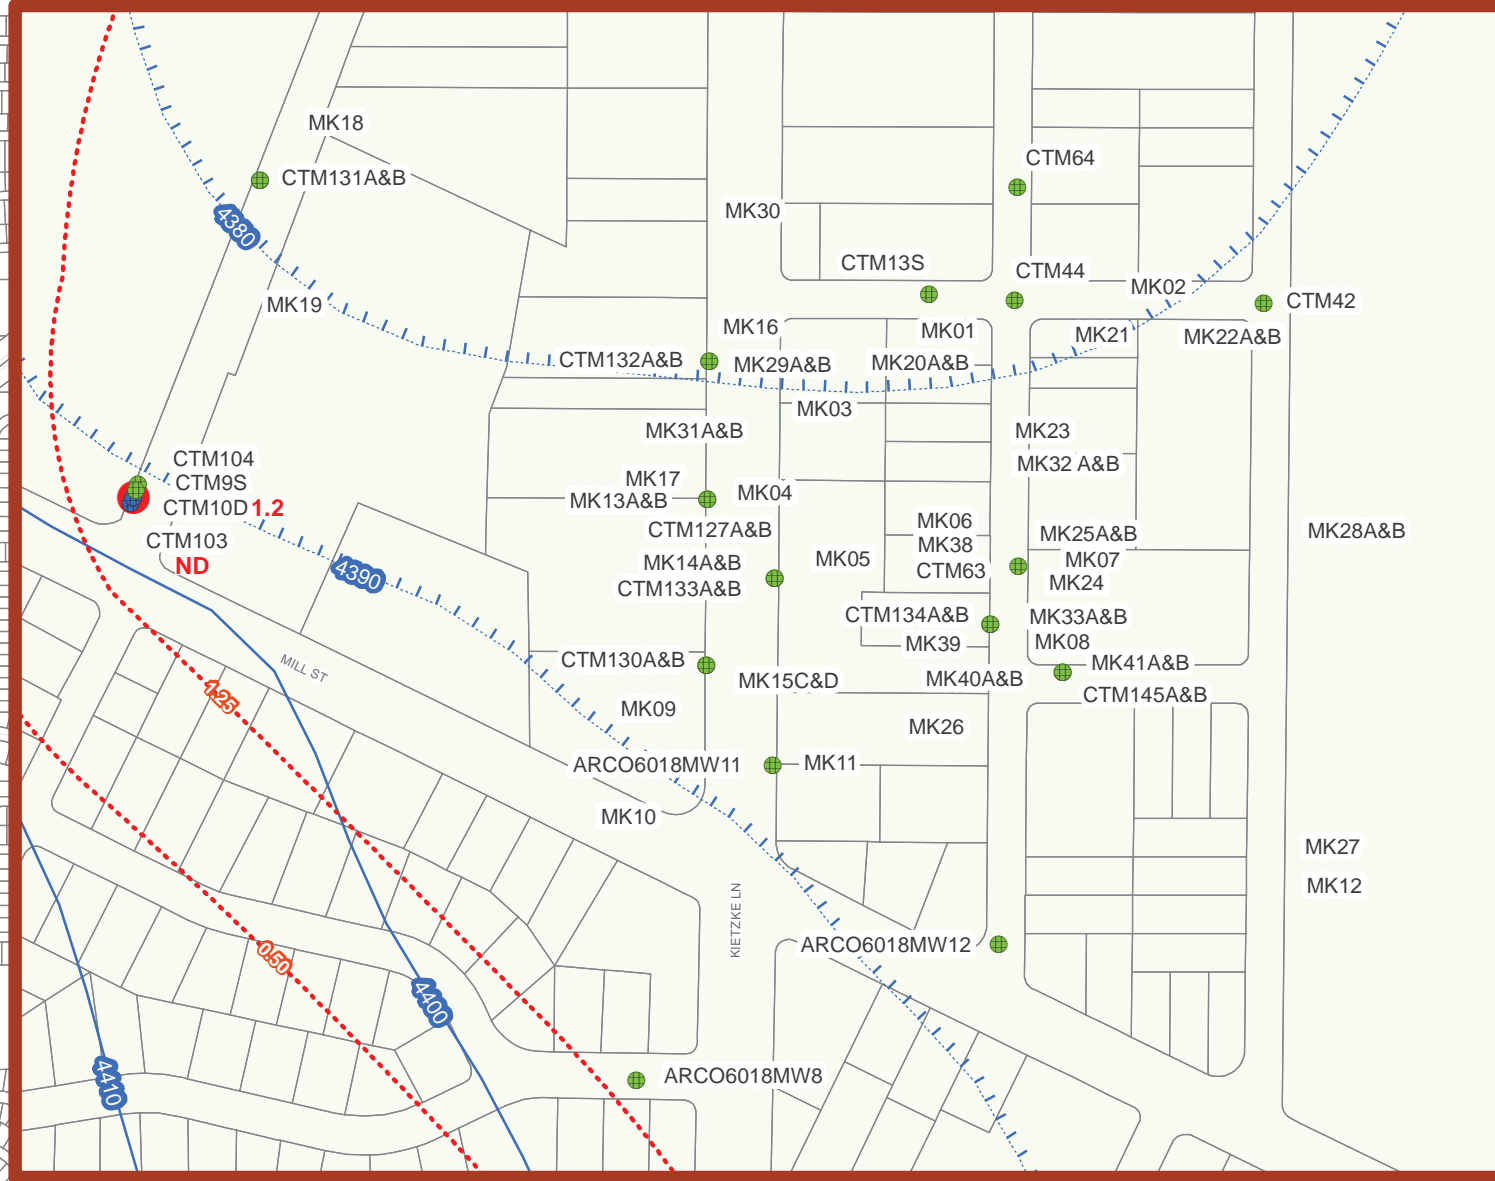 MK18
CTM64
CTM131A&B
MK30
4380
CTM13S
CTM44
MK02
CTM42
MK19
MK16
MK01
MK21
MK22A&B
CTM132A&B
MK29A&B
MK20A&B
MK03
MK31A&B
MK23
CTM104
MK32 A&B
CTM9S
MK17
MK04
MK13A&B
CTM10D 1.2
MK06
CTM127A&B
MK25A&B
MK28A&B
CTM103
MK38
MK05
MK07
ND
MK14A&B
CTM63
4390
MK24
CTM133A&B
CTM134A&B
MK33A&B
MK39
MK08
MILL ST
CTM130A&B
MK41A&B
MK15C&D
MK40A&B
1.25
CTM145A&B
MK09
MK26
ARCO6018MW11
MK11
MK10
MK27
MK12
KIETZKE LN
ARCO6018MW12
0.50
4400
ARCO6018MW8
4410